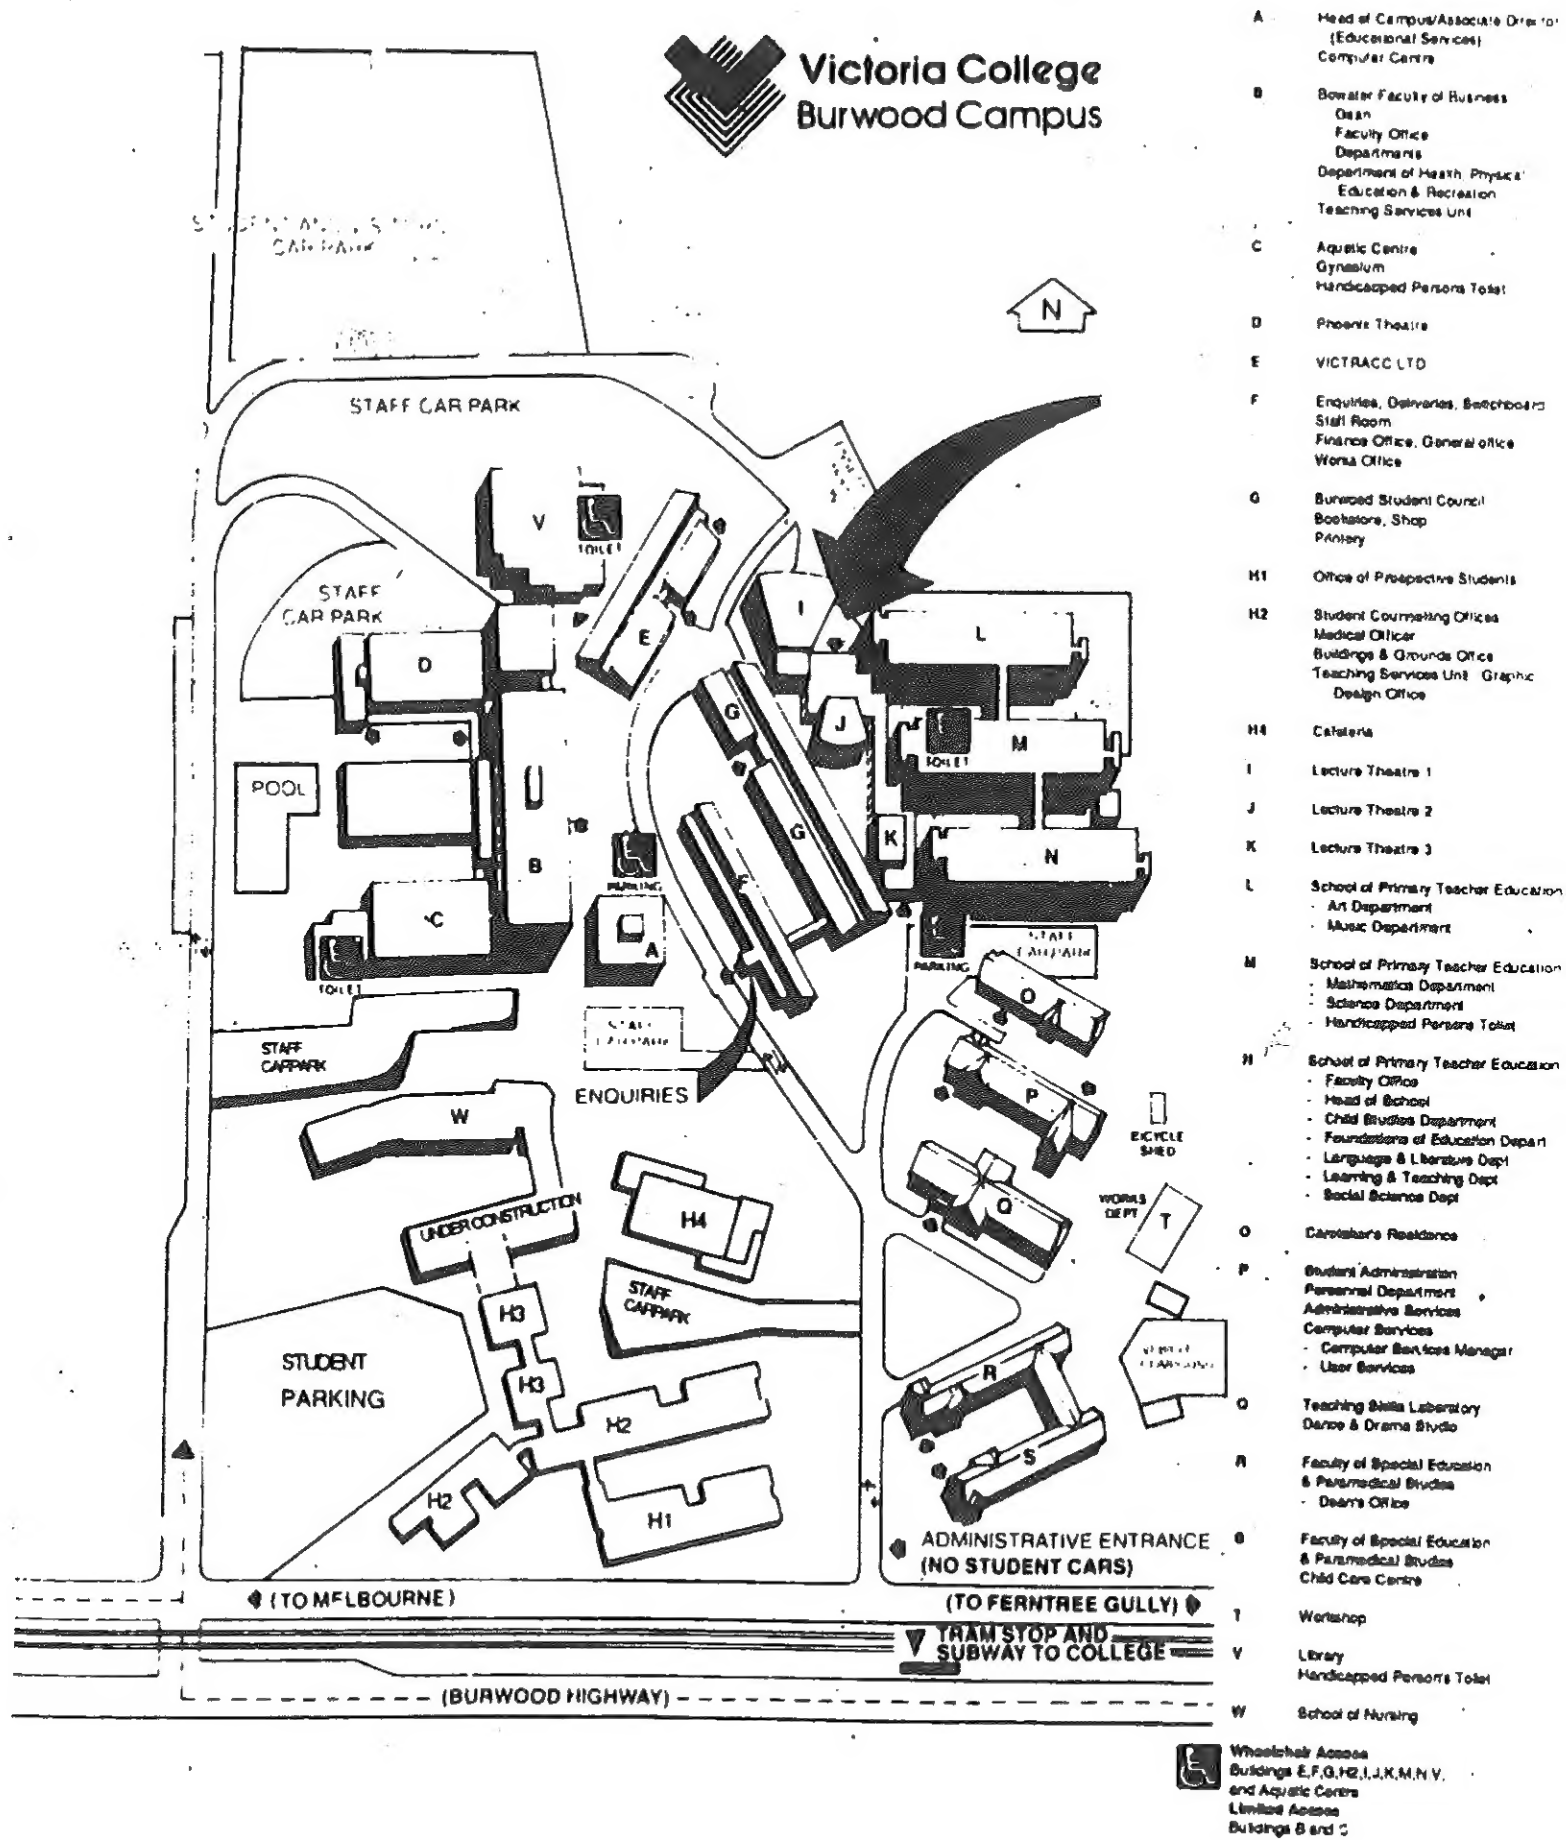 Victoria College
Burwood Campus
CAR PARK
N
STAFF CAR PARK
V
TOILET
STAFF
CAR PARK
E
D
I
L
G
J
M
TOILET
POOL
G
K
N
B
F
PARKING
C
A
TOILET
PARKING
STAFF
CARPARK
O
STAFF
CARPARK
STAFF
CARPARK
ENQUIRIES
P
W
BICYCLE
SHED
UNDER CONSTRUCTION
H4
Q
WORKS
DEPT
T
H3
STAFF
CARPARK
STUDENT
PARKING
H3
R
H2
S
H2
H1
ADMINISTRATIVE ENTRANCE
(NO STUDENT CARS)
(TO MELBOURNE)
(TO FERNTREE GULLY)
TRAM STOP AND
SUBWAY TO COLLEGE
(BURWOOD HIGHWAY)
A Head of Campus/Associate Director
(Educational Services)
Computer Centre
B Bowater Faculty of Business
Dean
Faculty Office
Departments
Department of Health, Physical
Education & Recreation
Teaching Services Unit
C Aquatic Centre
Gynasium
Handicapped Persons Toilet
D Phoenix Theatre
E VICTRACC LTD
F Enquiries, Deliveries, Switchboard
Staff Room
Finance Office, General office
Works Office
G Burwood Student Council
Bookstore, Shop
Printery
H1 Office of Prospective Students
H2 Student Counselling Offices
Medical Officer
Buildings & Grounds Office
Teaching Services Unit Graphic
Design Office
H4 Cafeteria
I Lecture Theatre 1
J Lecture Theatre 2
K Lecture Theatre 3
L School of Primary Teacher Education
- Art Department
- Music Department
M School of Primary Teacher Education
- Mathematics Department
- Science Department
- Handicapped Persons Toilet
N School of Primary Teacher Education
- Faculty Office
- Head of School
- Child Studies Department
- Foundations of Education Depart
- Language & Literature Dept
- Learning & Teaching Dept
- Social Science Dept
O Caretaker's Residence
P Student Administration
Personnel Department
Administrative Services
Computer Services
- Computer Services Manager
- User Services
Q Teaching Skills Laboratory
Dance & Drama Studio
R Faculty of Special Education
& Paramedical Studies
- Dean's Office
S Faculty of Special Education
& Paramedical Studies
Child Care Centre
T Workshop
V Library
Handicapped Person's Toilet
W School of Nursing
Wheelchair Access
Buildings E,F,G,H2,I,J,K,M,N V.
and Aquatic Centre
Limited Access
Buildings B and C